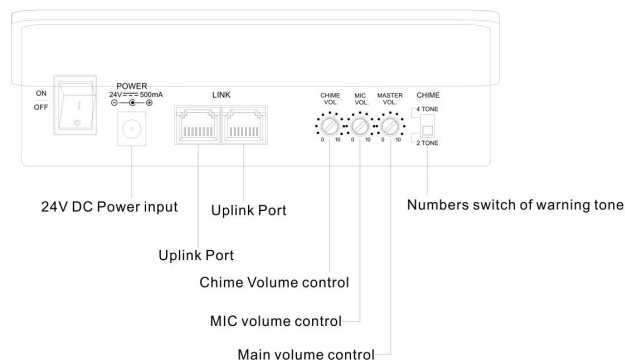 ON
OFF
POWER
24V 500mA
LINK
CHIME VOL.
MIC VOL.
MASTER VOL.
CHIME
4 TONE
2 TONE
0 10
0 10
0 10
24V DC Power input
Uplink Port
Numbers switch of warning tone
Uplink Port
Chime Volume control
MIC volume control
Main volume control